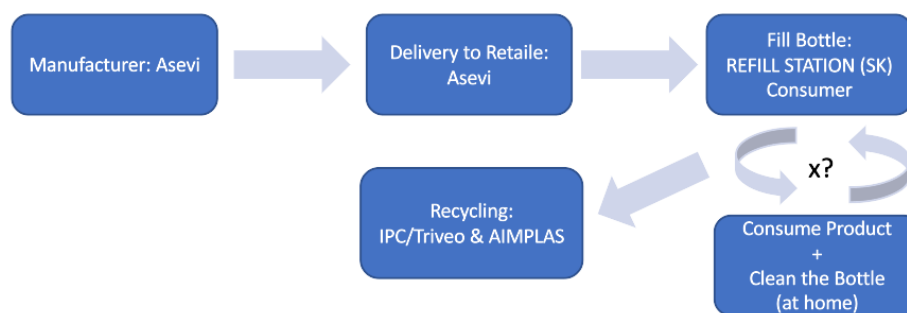 Manufacturer: Asevi
Delivery to Retaile:
Asevi
Fill Bottle:
REFILL STATION (SK)
Consumer
x?
Recycling:
IPC/Triveo & AIMPLAS
Consume Product
+
Clean the Bottle
(at home)